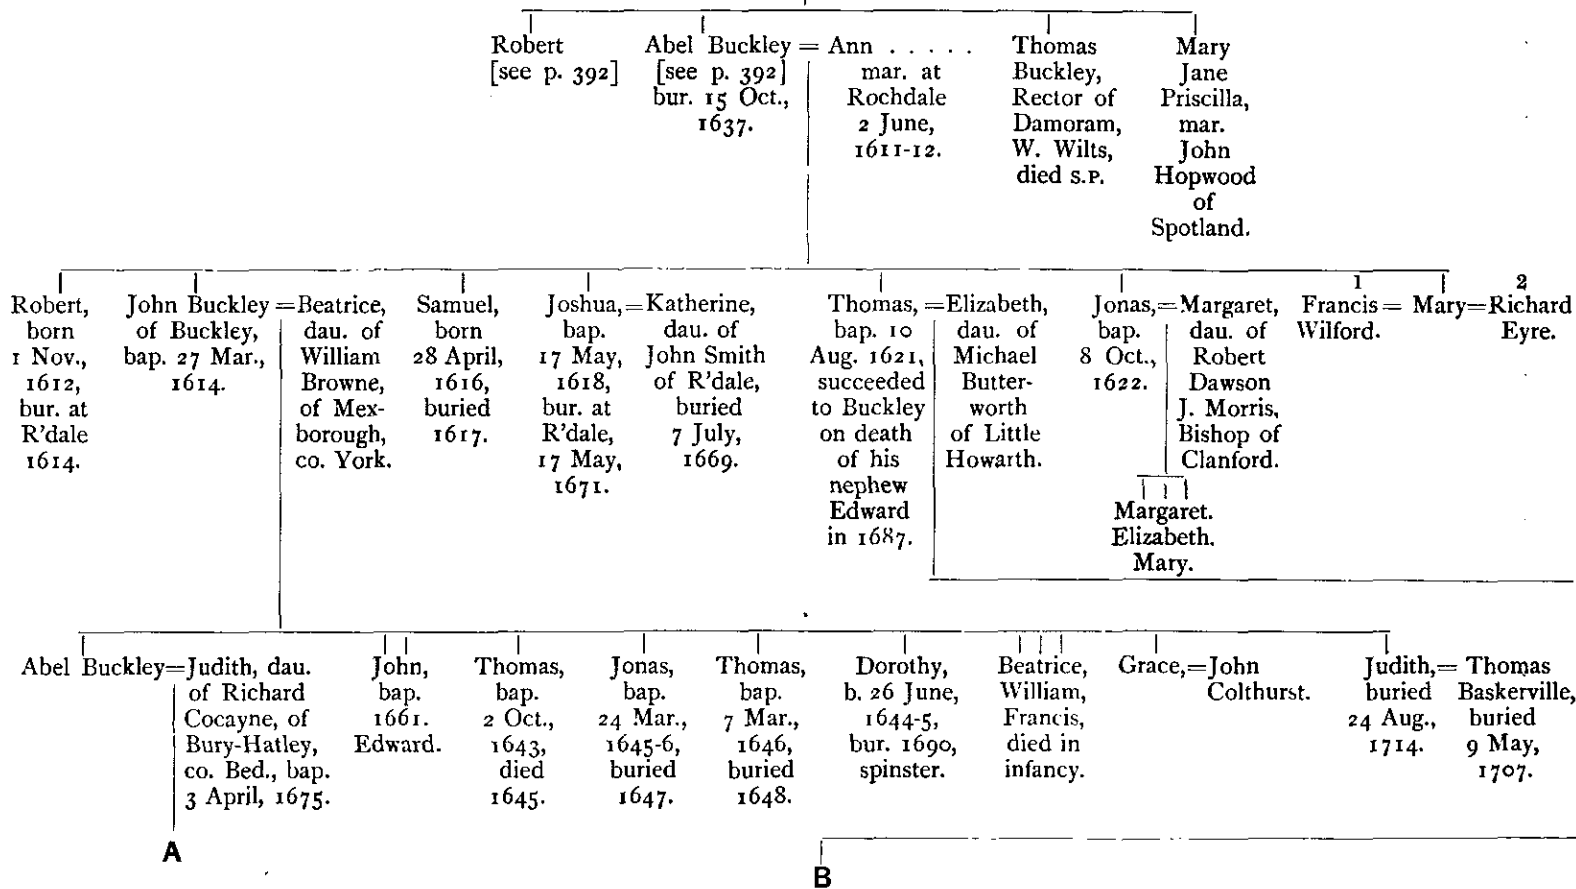 Robert
[see p. 392]
Abel Buckley = Ann . . . . .
[see p. 392]
bur. 15 Oct.,
1637.
mar. at
Rochdale
2 June,
1611-12.
Thomas
Buckley,
Rector of
Damoram,
W. Wilts,
died S.P.
Mary
Jane
Priscilla,
mar.
John
Hopwood
of
Spotland.
Robert,
born
1 Nov.,
1612,
bur. at
R'dale
1614.
John Buckley
of Buckley,
bap. 27 Mar.,
1614.
=Beatrice,
dau. of
William
Browne,
of Mex-
borough,
co. York.
Samuel,
born
28 April,
1616,
buried
1617.
Joshua,
bap.
17 May,
1618,
bur. at
R'dale,
17 May,
1671.
=Katherine,
dau. of
John Smith
of R'dale,
buried
7 July,
1669.
Thomas,
bap. 10
Aug. 1621,
succeeded
to Buckley
on death
of his
nephew
Edward
in 1687.
=Elizabeth,
dau. of
Michael
Butter-
worth
of Little
Howarth.
Jonas,
bap.
8 Oct.,
1622.
=Margaret,
dau. of
Robert
Dawson
J. Morris,
Bishop of
Clanford.
Margaret.
Elizabeth.
Mary.
1
Francis = Mary = Richard
Wilford.
2
Eyre.
Abel Buckley
=Judith, dau.
of Richard
Cocayne, of
Bury-Hatley,
co. Bed., bap.
3 April, 1675.
John,
bap.
1661.
Edward.
Thomas,
bap.
2 Oct.,
1643,
died
1645.
Jonas,
bap.
24 Mar.,
1645-6,
buried
1647.
Thomas,
bap.
7 Mar.,
1646,
buried
1648.
Dorothy,
b. 26 June,
1644-5,
bur. 1690,
spinster.
Beatrice,
William,
Francis,
died in
infancy.
Grace,=John
Colthurst.
Judith,
buried
24 Aug.,
1714.
= Thomas
Baskerville,
buried
9 May,
1707.
A
B